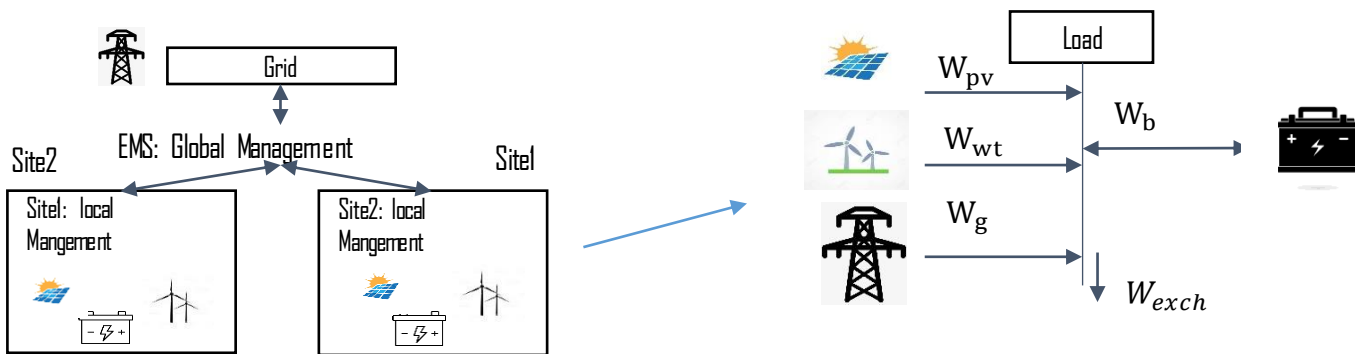 Grid
EMS: Global Management
Site2
Site1
Site1: local
Mangement
Site2: local
Mangement
Load
W_pv
W_b
W_wt
W_g
W_exch
+ -
- +
- +